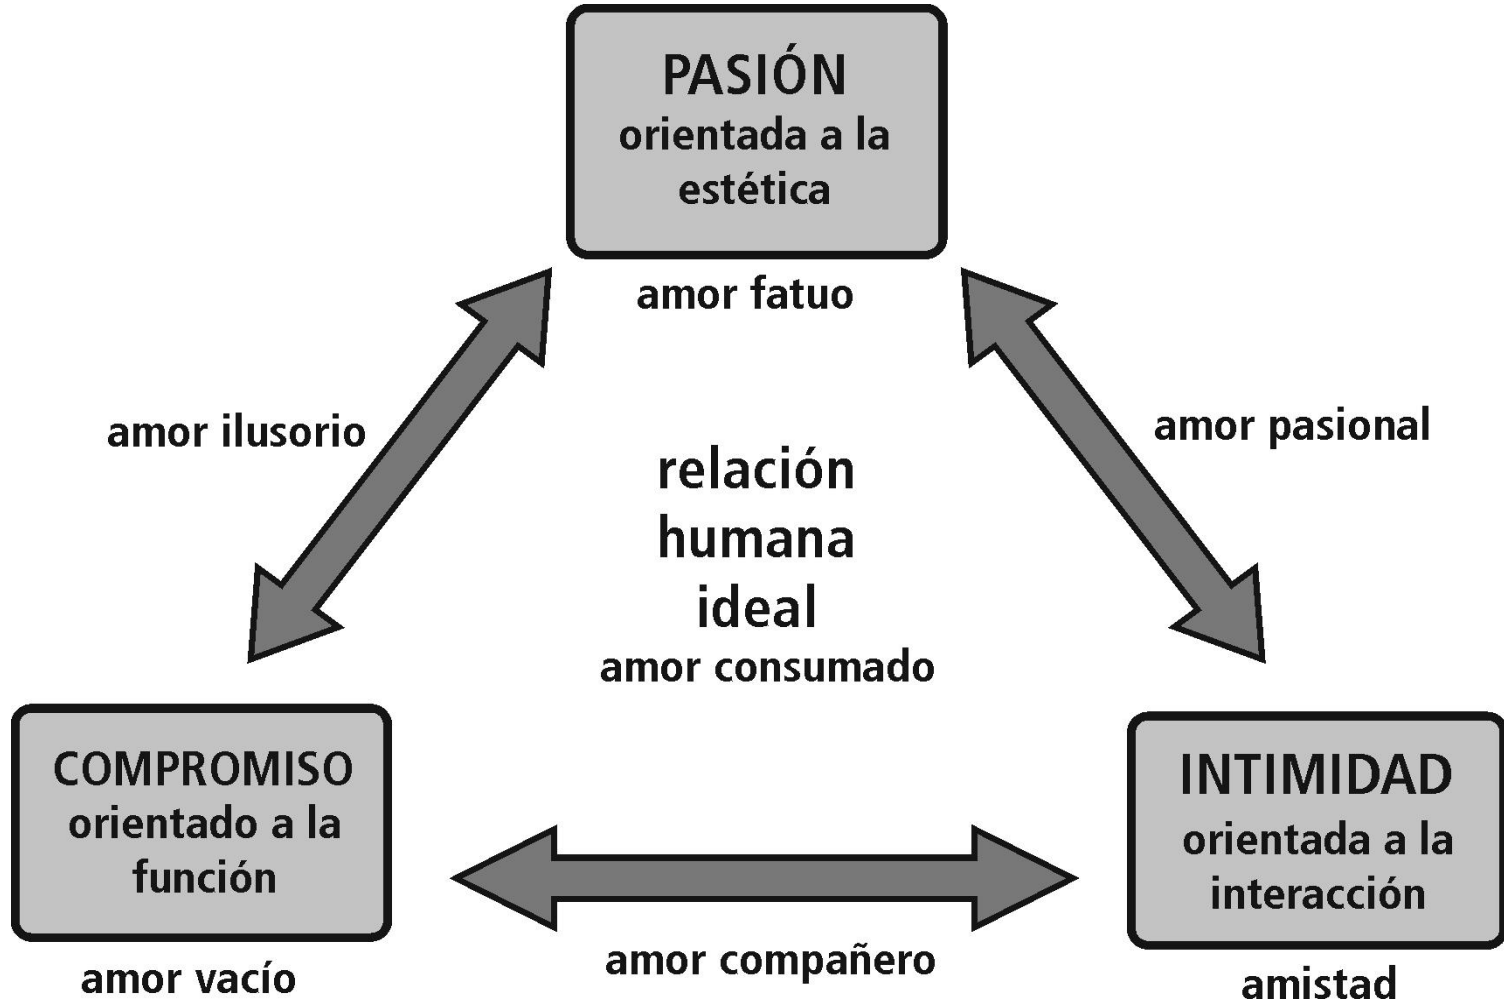 PASIÓN
orientada a la
estética
amor fatuo
amor ilusorio
amor pasional
relación
humana
ideal
amor consumado
COMPROMISO
orientado a la
función
amor vacío
amor compañero
INTIMIDAD
orientada a la
interacción
amistad